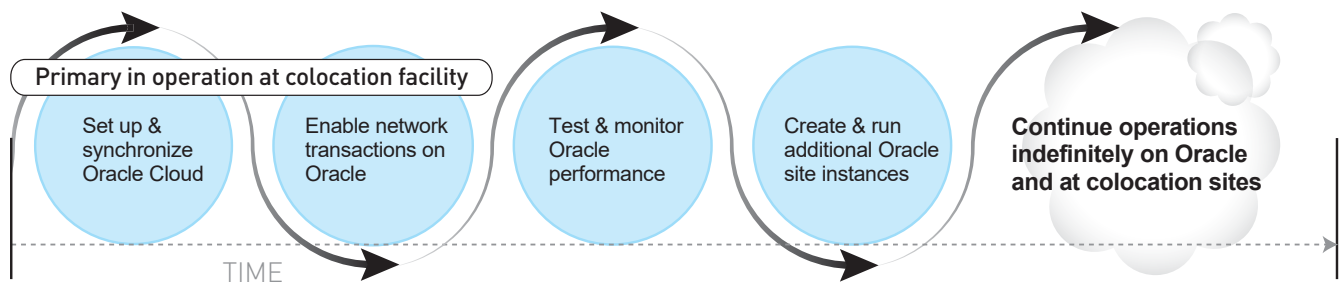 Primary in operation at colocation facility
Set up &
synchronize
Oracle Cloud
Enable network
transactions on
Oracle
Test & monitor
Oracle
performance
Create & run
additional Oracle
site instances
Continue operations
indefinitely on Oracle
and at colocation sites
TIME